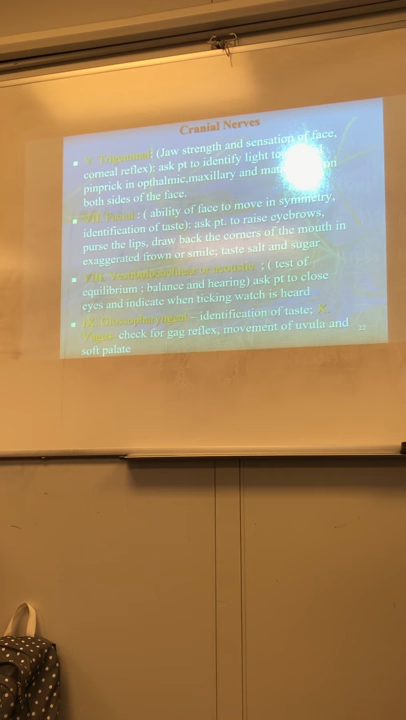 Cranial Nerves
V. Trigeminal: (Jaw strength and sensation of face,
corneal reflex): ask pt to identify light
pinprick in opthalmic,maxillary and on
both sides of the face.
VII. Facial : ( ability of face to move in symmetry,
identification of taste): ask pt. to raise eyebrows,
purse the lips, draw back the corners of the mouth in
exaggerated frown or smile; taste salt and sugar
VIII. Vestibulocochlear or acoustic : ( test of
equilibrium ; balance and hearing) ask pt to close
eyes and indicate when ticking watch is heard
IX. Glossopharyngeal – identification of taste; X.
Vagus- check for gag reflex, movement of uvula and
soft palate